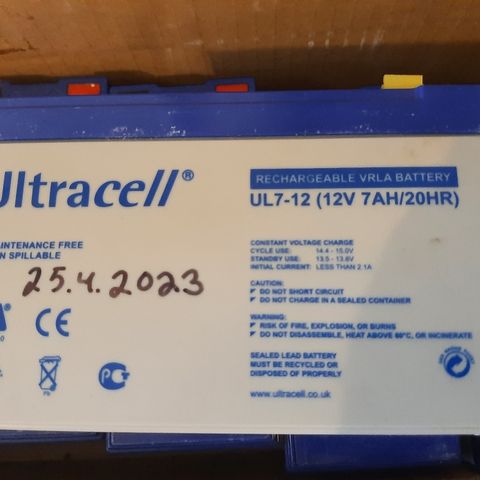 Ultracell®
RECHARGEABLE VRLA BATTERY
UL7-12 (12V 7AH/20HR)
MAINTENANCE FREE
NON SPILLABLE
25.4.2023
CE
Pb
PC
CONSTANT VOLTAGE CHARGE
CYCLE USE: 14.4 - 15.0V
STANDBY USE: 13.5 - 13.8V
INITIAL CURRENT: LESS THAN 2.1A
CAUTION:
DO NOT SHORT CIRCUIT
DO NOT CHARGE IN A SEALED CONTAINER
WARNING:
RISK OF FIRE, EXPLOSION, OR BURNS
DO NOT DISASSEMBLE, HEAT ABOVE 60°C, OR INCINERATE
SEALED LEAD BATTERY
MUST BE RECYCLED OR
DISPOSED OF PROPERLY
www.ultracell.co.uk